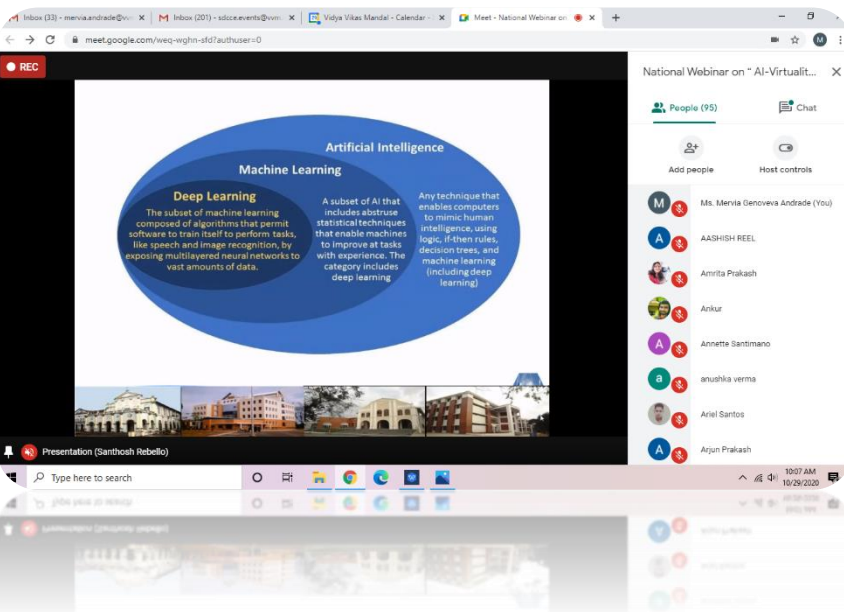 Inbox (33) - mervia.andrade@vv
Inbox (201) - sdcce.events@vvm
Vidya Vikas Mandal - Calendar -
Meet - National Webinar on
meet.google.com/weq-wghn-sfd?authuser=0
M
REC
National Webinar on " AI-Virtualit...
People (95)
Chat
Add people
Host controls
Artificial Intelligence
Machine Learning
Deep Learning
The subset of machine learning
composed of algorithms that permit
software to train itself to perform tasks,
like speech and image recognition, by
exposing multilayered neural networks to
vast amounts of data.
A subset of AI that
includes abstruse
statistical techniques
that enable machines
to improve at tasks
with experience. The
category includes
deep learning
Any technique that
enables computers
to mimic human
intelligence, using
logic, if-then rules,
decision trees, and
machine learning
(including deep
learning)
M Ms. Mervia Genoveva Andrade (You)
A AASHISH REEL
Amrita Prakash
Ankur
A Annette Santimano
a anushka verma
Ariel Santos
A Arjun Prakash
Presentation (Santhosh Rebello)
Type here to search
10:07 AM
10/29/2020